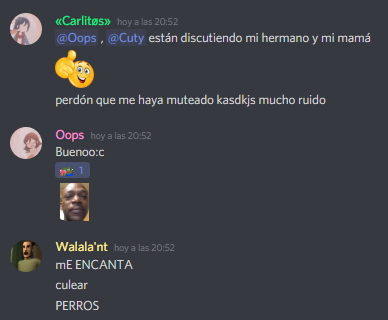 «Carlitøs» hoy a las 20:52
@Oops , @Cuty están discutiendo mi hermano y mi mamá
perdón que me haya muteado kasdkjs mucho ruido
Oops hoy a las 20:52
Buenoo:c
1
Walala'nt hoy a las 20:52
mE ENCANTA
culear
PERROS